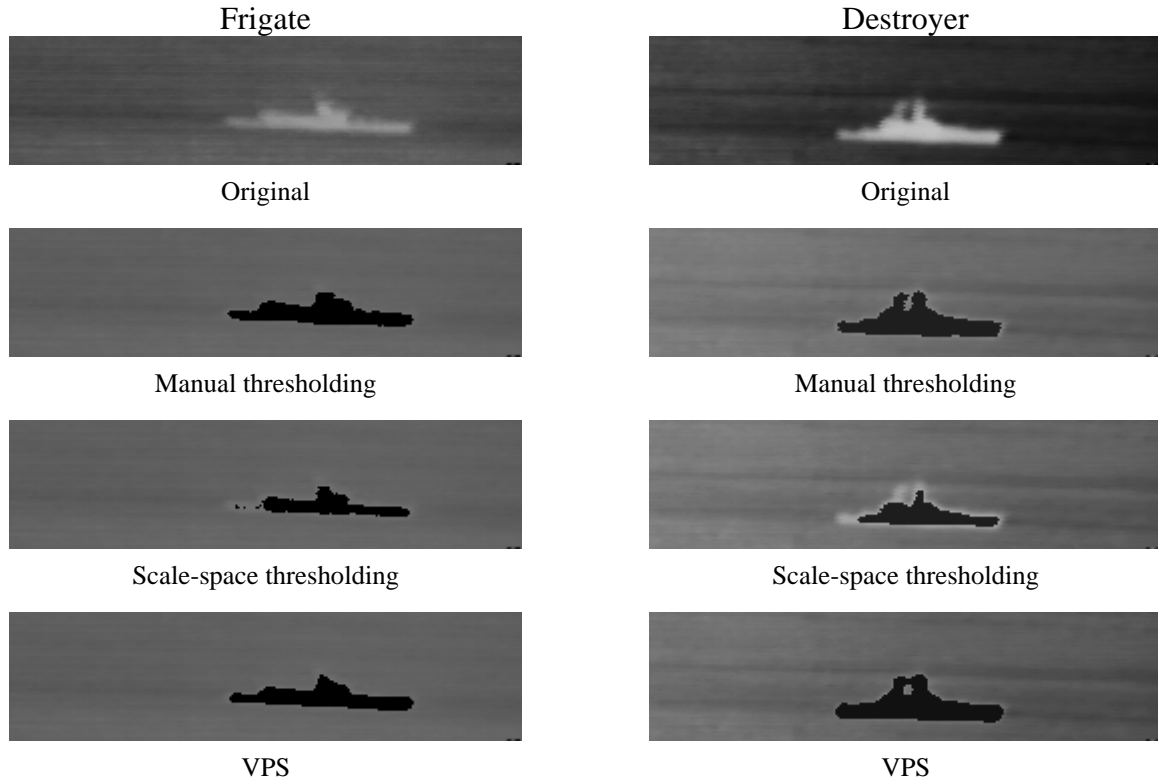 Frigate
Destroyer
Original
Original
Manual thresholding
Manual thresholding
Scale-space thresholding
Scale-space thresholding
VPS
VPS